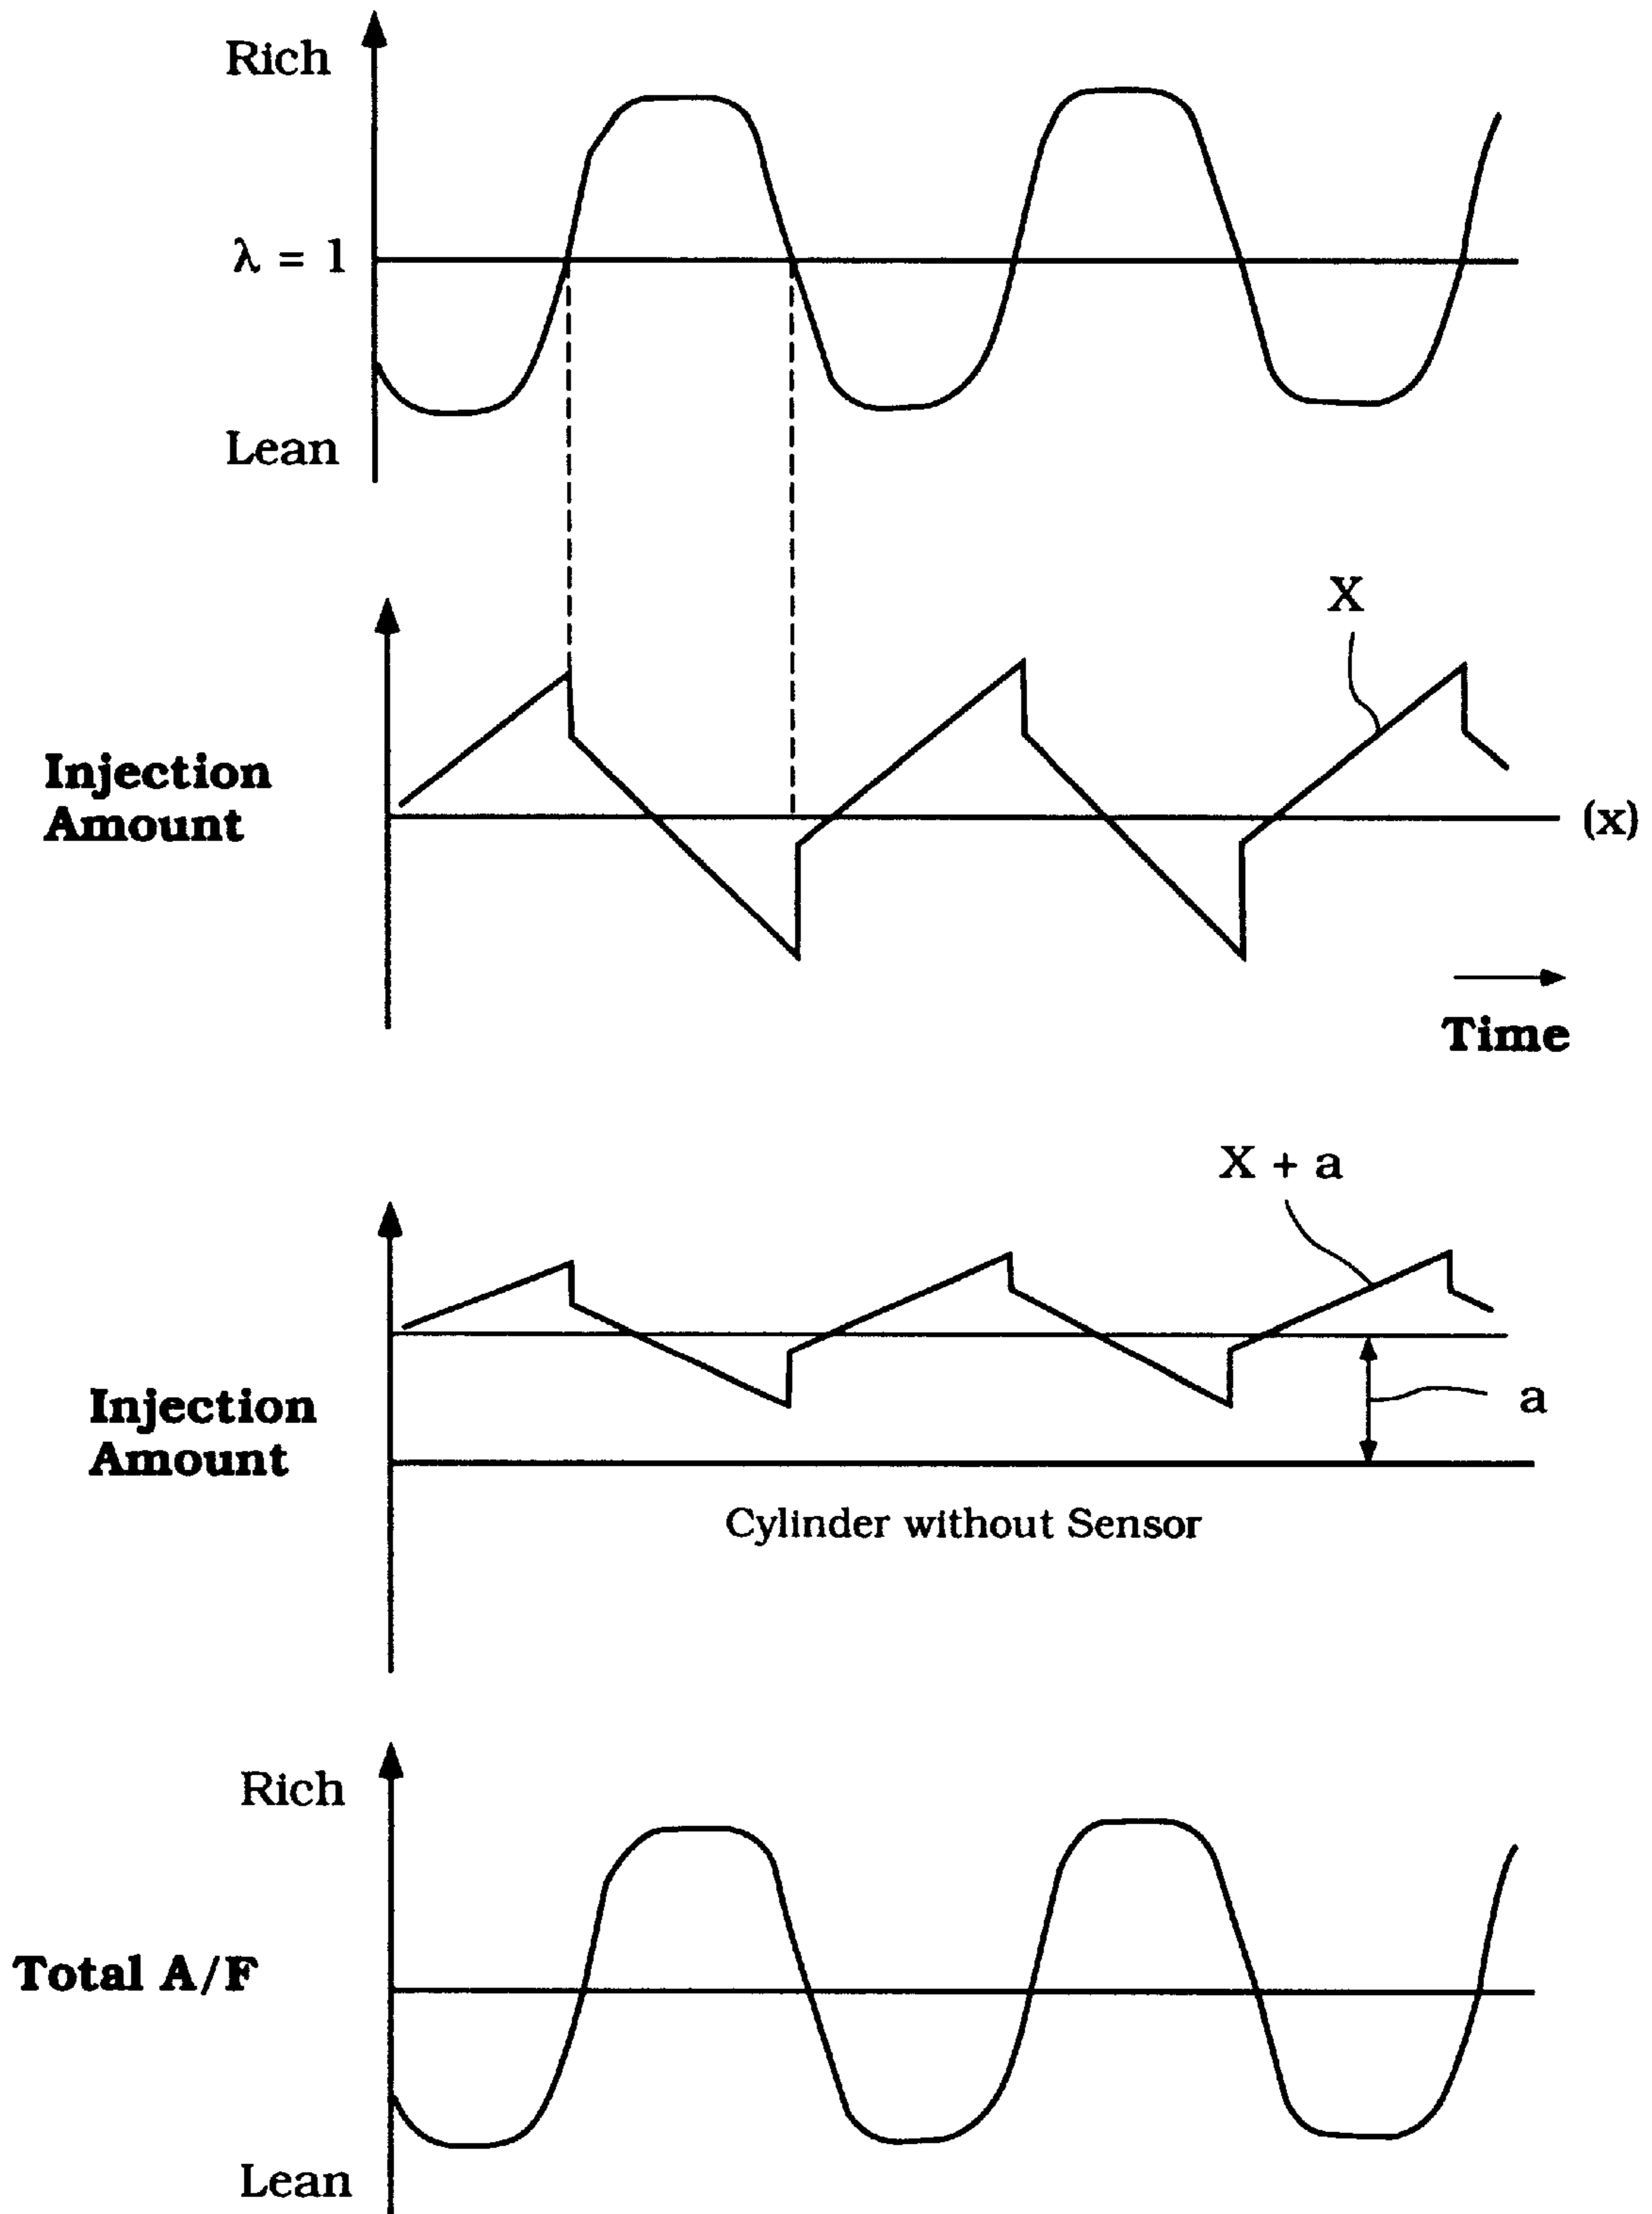 Rich
λ = 1
Lean
X
Injection
Amount
(x)
Time
X + a
Injection
Amount
a
Cylinder without Sensor
Rich
Total A/F
Lean